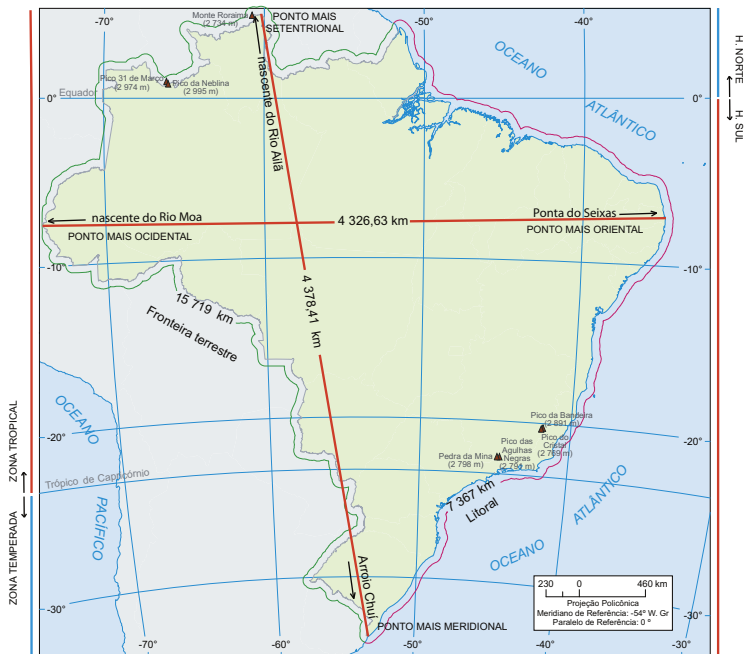 -70°
-50°
-40°
Monte Roraima
(2 734 m)
PONTO MAIS
SETENTRIONAL
OCEANO
ATLÂNTICO
H. NORTE
H. SUL
Pico 31 de Março
(2 974 m)
Pico da Neblina
(2 995 m)
nascente do Rio Ailã
Equador
0°
0°
nascente do Rio Moa
PONTO MAIS OCIDENTAL
4 326,63 km
Ponta do Seixas
PONTO MAIS ORIENTAL
-10°
-10°
15 719 km
Fronteira terrestre
4 378,41 km
OCEANO
PACÍFICO
ZONA TROPICAL
ZONA TEMPERADA
-20°
-20°
Pico da Bandeira
(2 891 m)
Pico do
Cristal
(2 769 m)
Pico das
Agulhas
Negras
(2 791 m)
Pedra da Mina
(2 798 m)
Trópico de Capricórnio
7 367 km
Litoral
OCEANO
ATLÂNTICO
Arroio Chuí
-30°
-30°
PONTO MAIS MERIDIONAL
230 0 460 km
Projeção Policônica
Meridiano de Referência: -54° W. Gr
Paralelo de Referência: 0 º
-70°
-60°
-50°
-40°
-30°